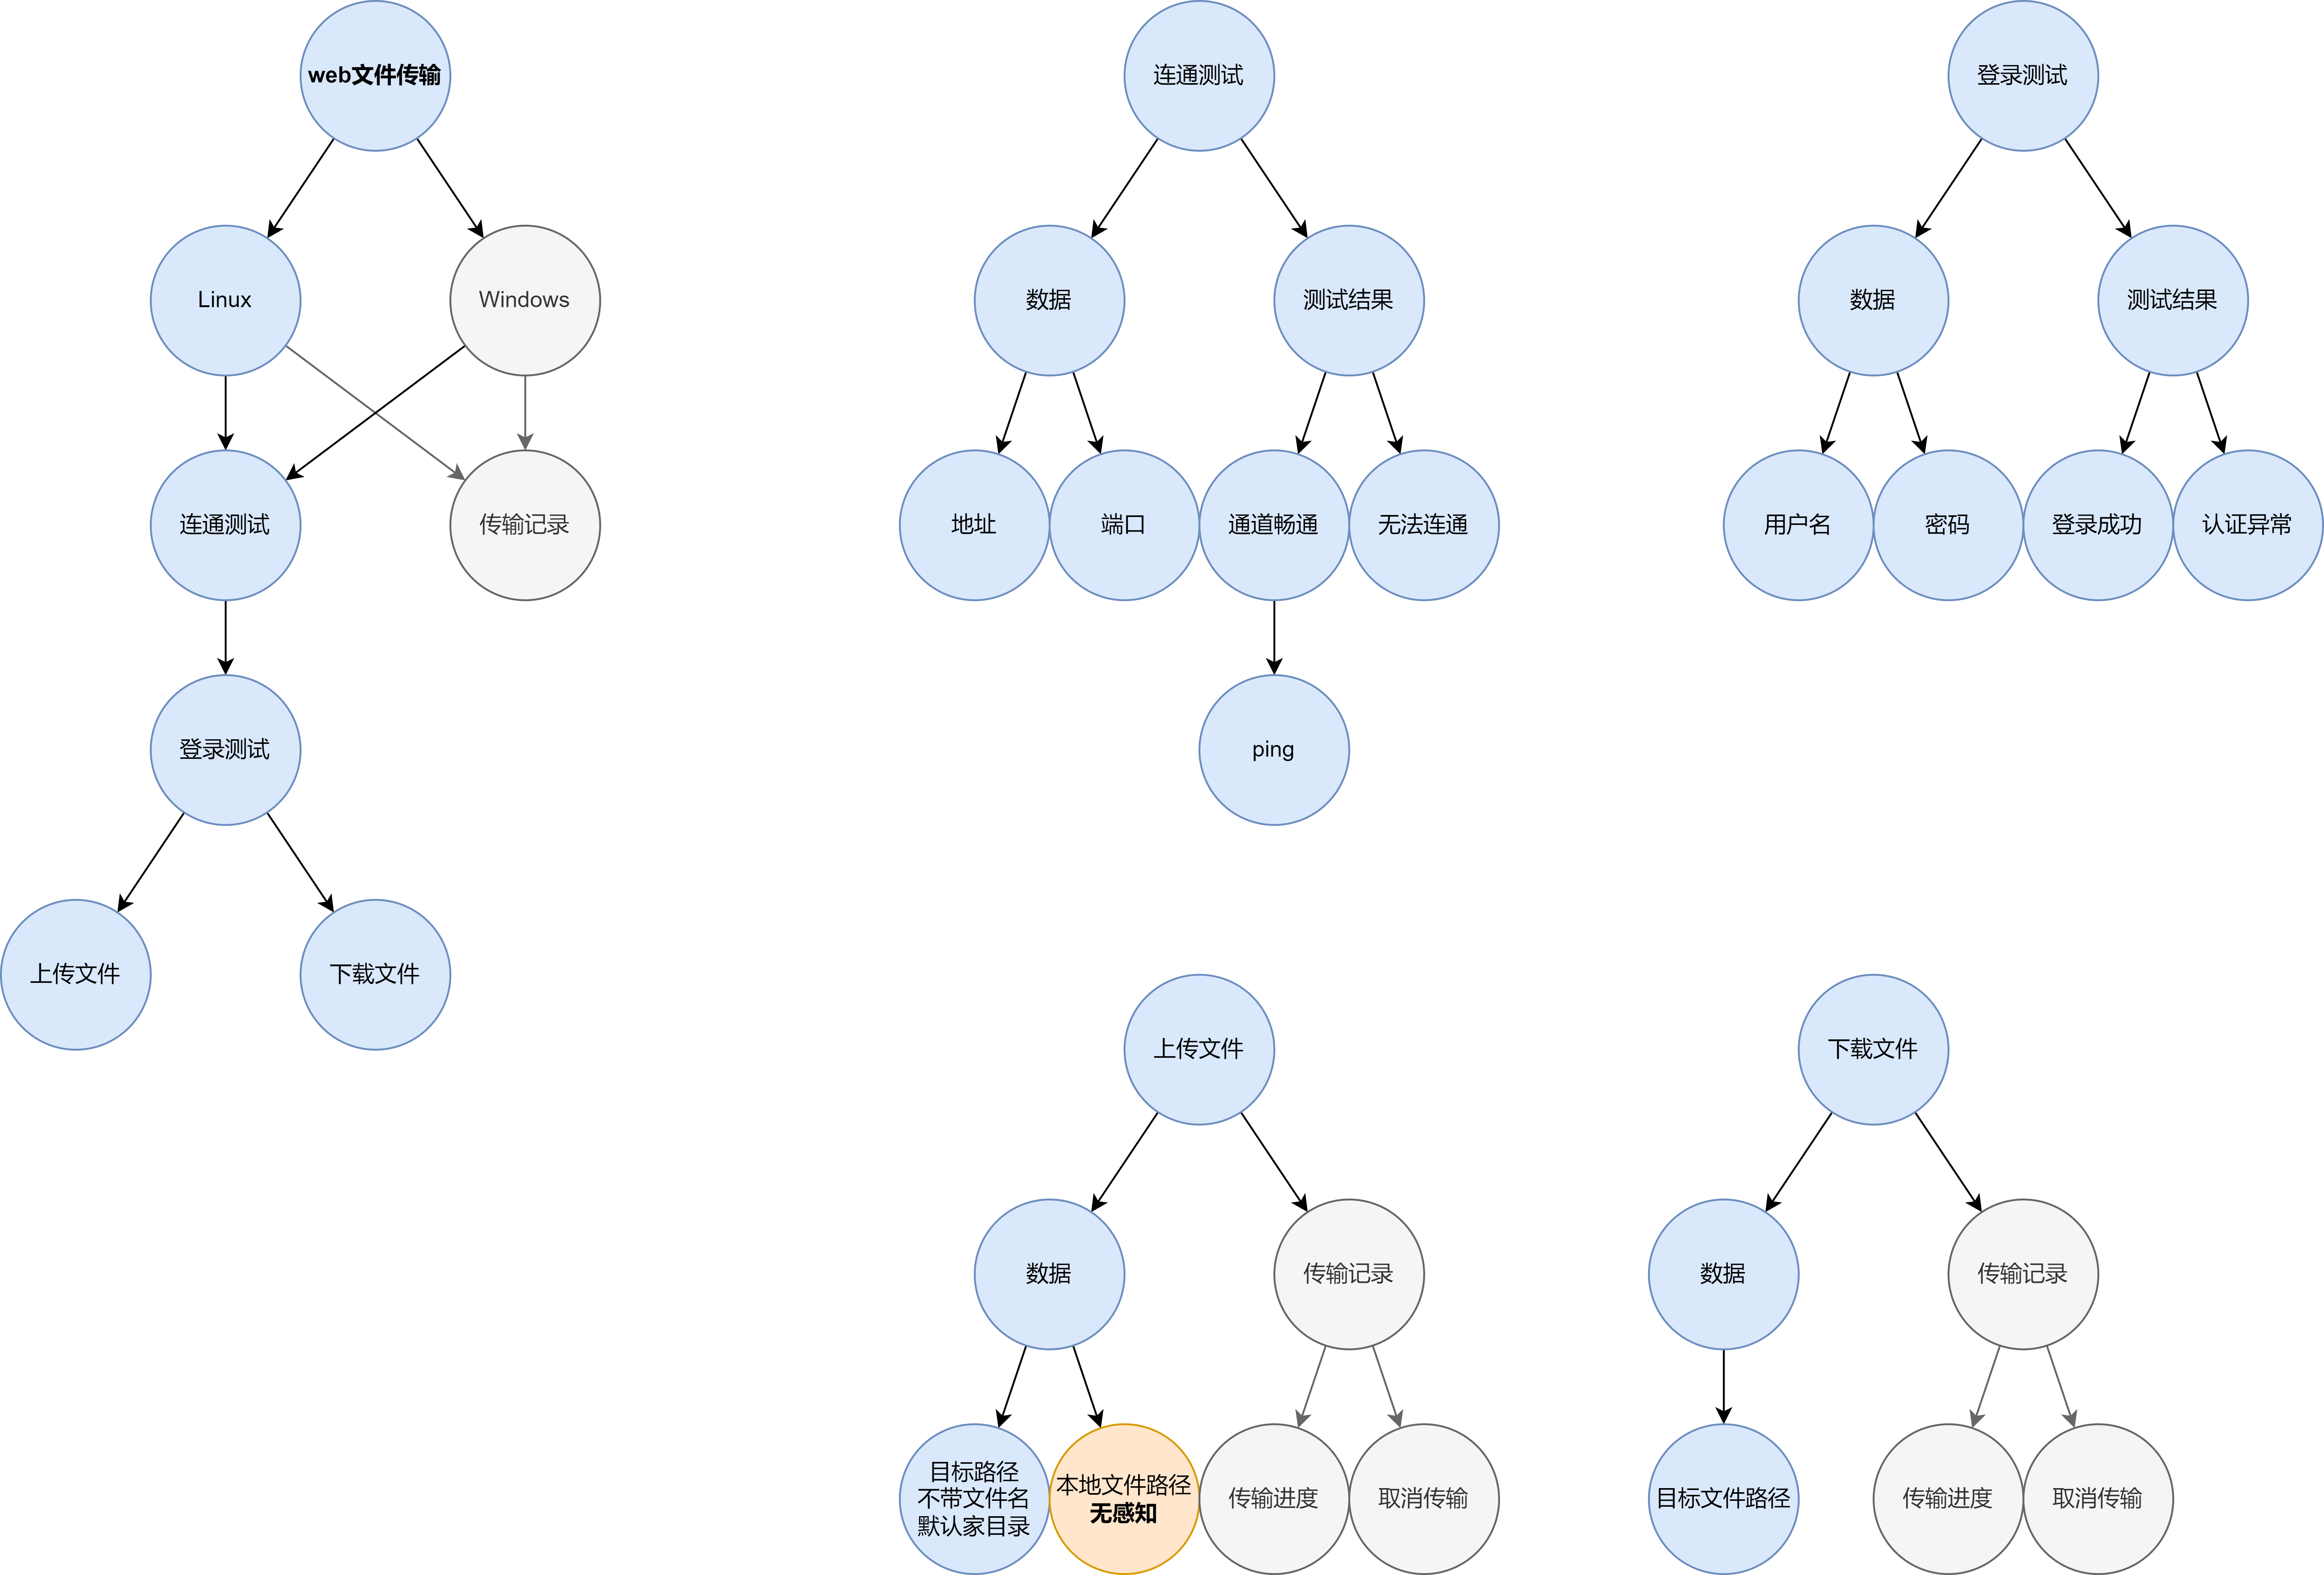 web文件传输
Linux
Windows
连通测试
传输记录
登录测试
上传文件
下载文件
连通测试
数据
测试结果
地址
端口
通道畅通
无法连通
ping
登录测试
数据
测试结果
用户名
密码
登录成功
认证异常
上传文件
数据
传输记录
目标路径
不带文件名
默认家目录
本地文件路径
无感知
传输进度
取消传输
下载文件
数据
传输记录
目标文件路径
传输进度
取消传输